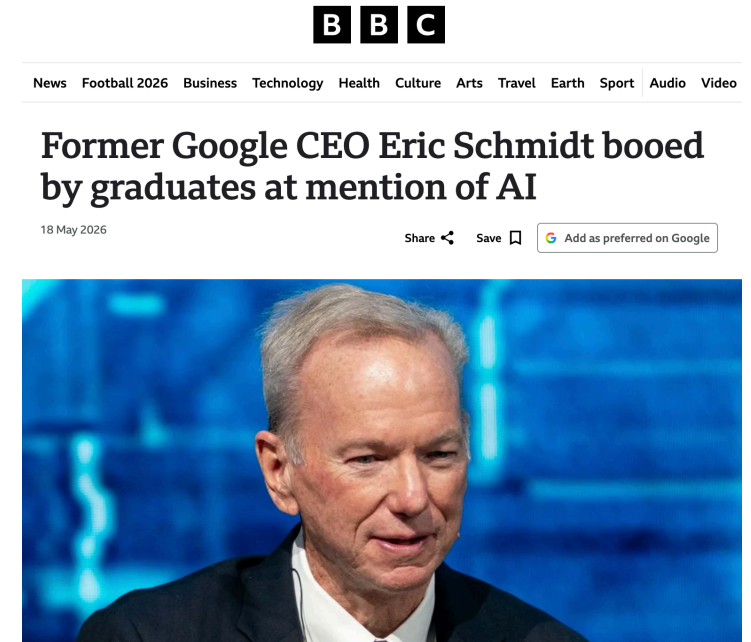 BBC
News Football 2026 Business Technology Health Culture Arts Travel Earth Sport Audio Video
Former Google CEO Eric Schmidt booed
by graduates at mention of AI
18 May 2026
Share Save Add as preferred on Google